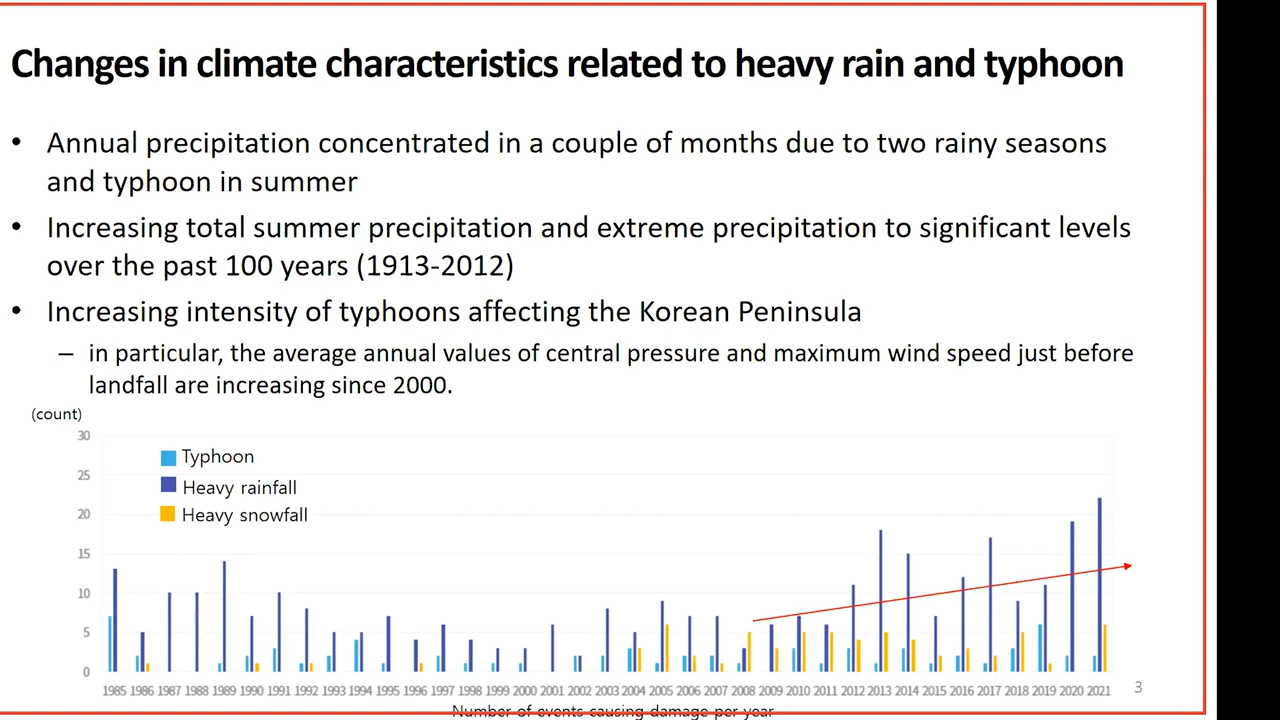 Changes in climate characteristics related to heavy rain and typhoon
• Annual precipitation concentrated in a couple of months due to two rainy seasons
and typhoon in summer
• Increasing total summer precipitation and extreme precipitation to significant levels
over the past 100 years (1913-2012)
• Increasing intensity of typhoons affecting the Korean Peninsula
– in particular, the average annual values of central pressure and maximum wind speed just before
landfall are increasing since 2000.
(count)
30
Typhoon
25
Heavy rainfall
20
Heavy snowfall
15
10
5
0
1985 1986 1987 1988 1989 1990 1991 1992 1993 1994 1995 1996 1997 1998 1999 2000 2001 2002 2003 2004 2005 2006 2007 2008 2009 2010 2011 2012 2013 2014 2015 2016 2017 2018 2019 2020 2021
3
Number of events causing damage per year